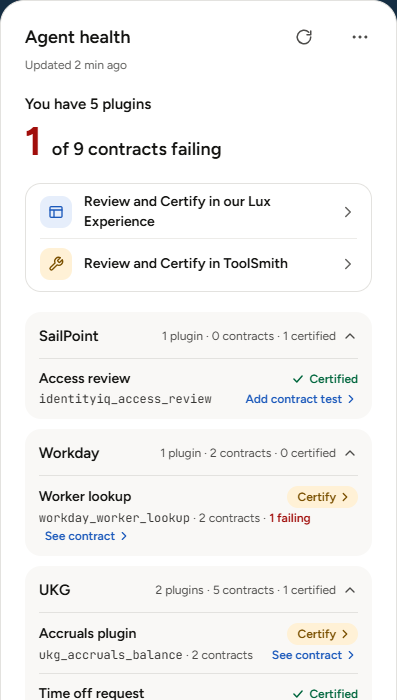 Agent health
Updated 2 min ago
You have 5 plugins
1 of 9 contracts failing
Review and Certify in our Lux
Experience
Review and Certify in ToolSmith
SailPoint 1 plugin · 0 contracts · 1 certified
Access review Certified
identityiq_access_review Add contract test
Workday 1 plugin · 2 contracts · 0 certified
Worker lookup Certify
workday_worker_lookup · 2 contracts · 1 failing
See contract
UKG 2 plugins · 5 contracts · 1 certified
Accruals plugin Certify
ukg_accruals_balance · 2 contracts See contract
Time off request Certified